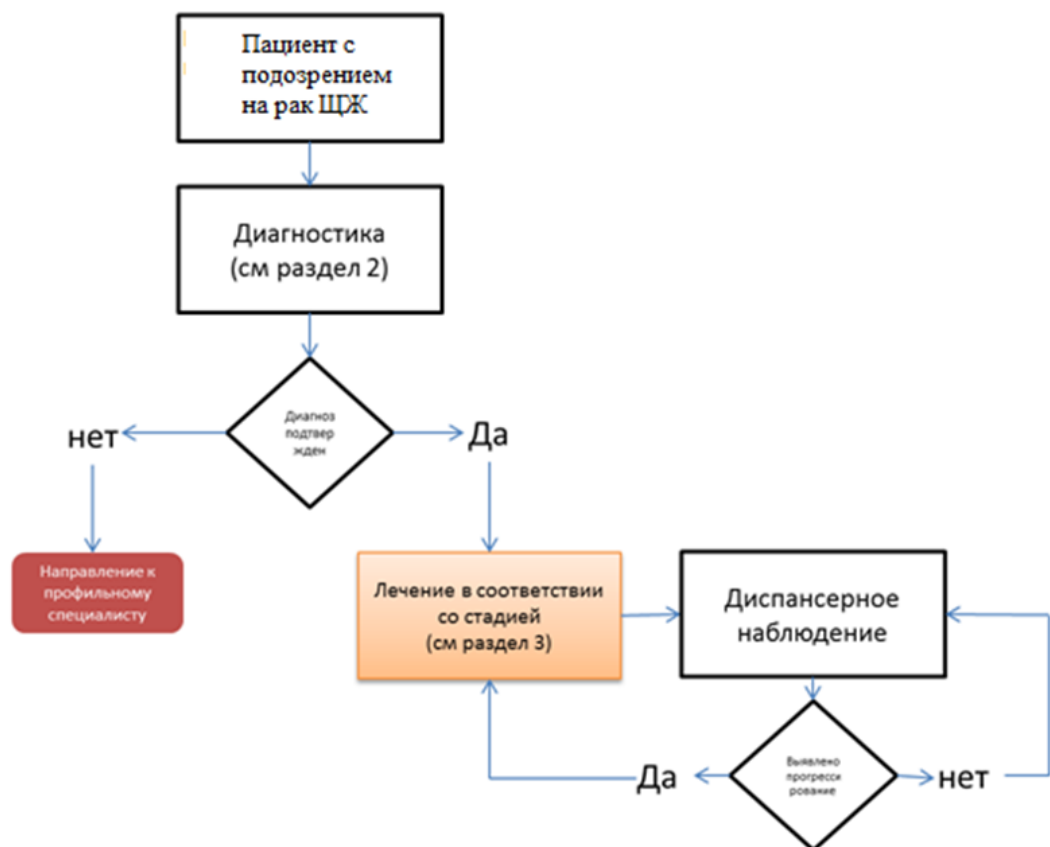 Пациент с
подозрением
на рак ЩЖ
Диагностика
(см раздел 2)
Диагноз
подтвер
жден
нет
Да
Направление к
профильному
специалисту
Лечение в соответствии
со стадией
(см раздел 3)
Диспансерное
наблюдение
Выявлено
прогресси
рование
Да
нет